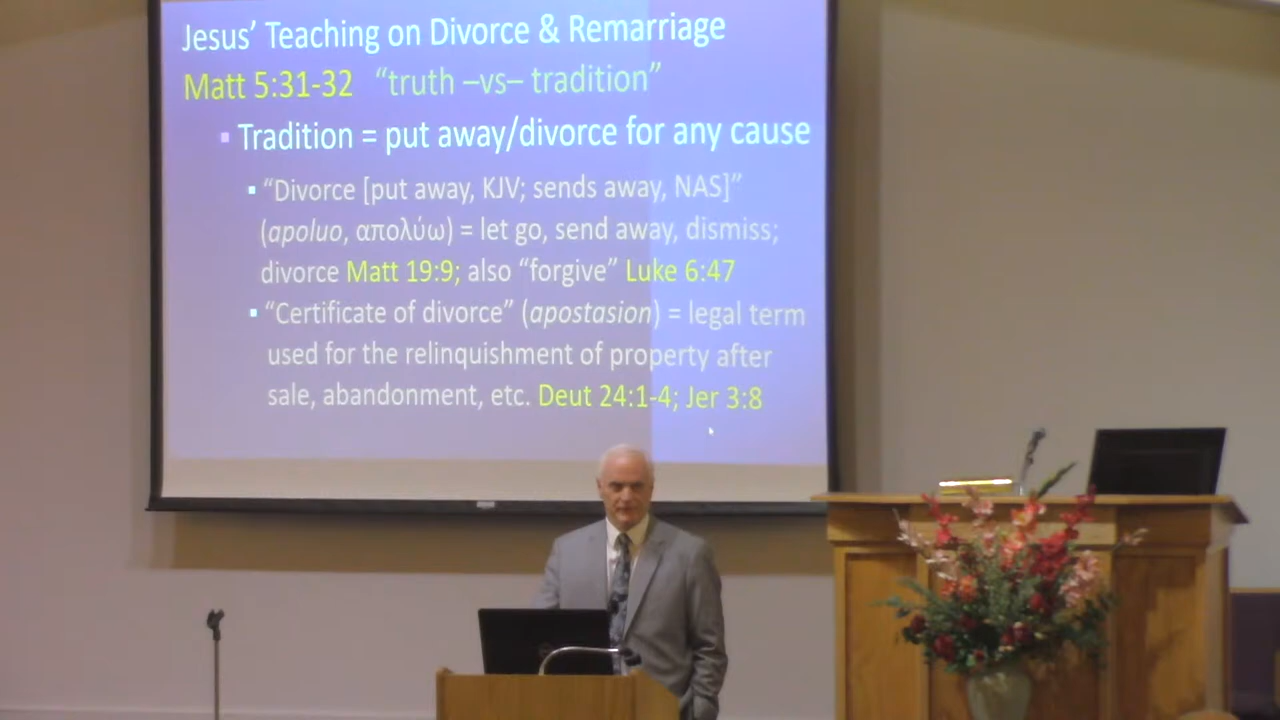 Jesus’ Teaching on Divorce & Remarriage
Matt 5:31-32 “truth –vs– tradition”
▪ Tradition = put away/divorce for any cause
▪ “Divorce [put away, KJV; sends away, NAS]”
(apoluo, απολύω) = let go, send away, dismiss;
divorce Matt 19:9; also “forgive” Luke 6:47
▪ “Certificate of divorce” (apostasion) = legal term
used for the relinquishment of property after
sale, abandonment, etc. Deut 24:1-4; Jer 3:8